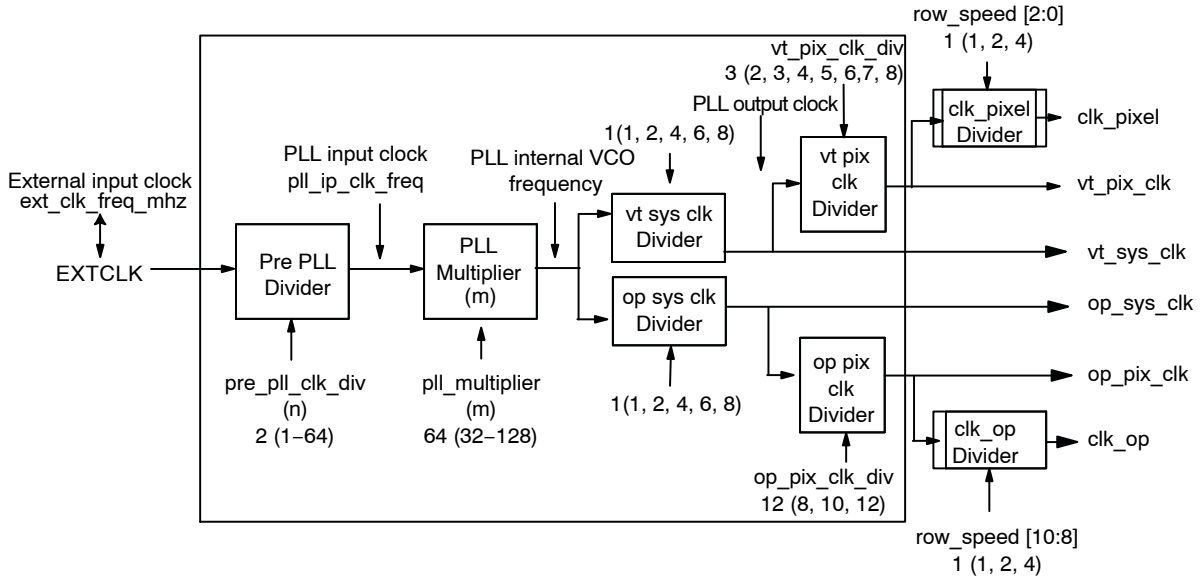 row_speed [2:0]
1 (1, 2, 4)
vt_pix_clk_div
3 (2, 3, 4, 5, 6,7, 8)
PLL output clock
clk_pixel
Divider
clk_pixel
1(1, 2, 4, 6, 8)
PLL input clock
pll_ip_clk_freq
PLL internal VCO
frequency
vt pix
clk
Divider
vt_pix_clk
External input clock
ext_clk_freq_mhz
vt sys clk
Divider
vt_sys_clk
EXTCLK
Pre PLL
Divider
PLL
Multiplier
(m)
op sys clk
Divider
op_sys_clk
pre_pll_clk_div
(n)
2 (1−64)
pll_multiplier
(m)
64 (32−128)
1(1, 2, 4, 6, 8)
op pix
clk
Divider
op_pix_clk
clk_op
Divider
clk_op
op_pix_clk_div
12 (8, 10, 12)
row_speed [10:8]
1 (1, 2, 4)